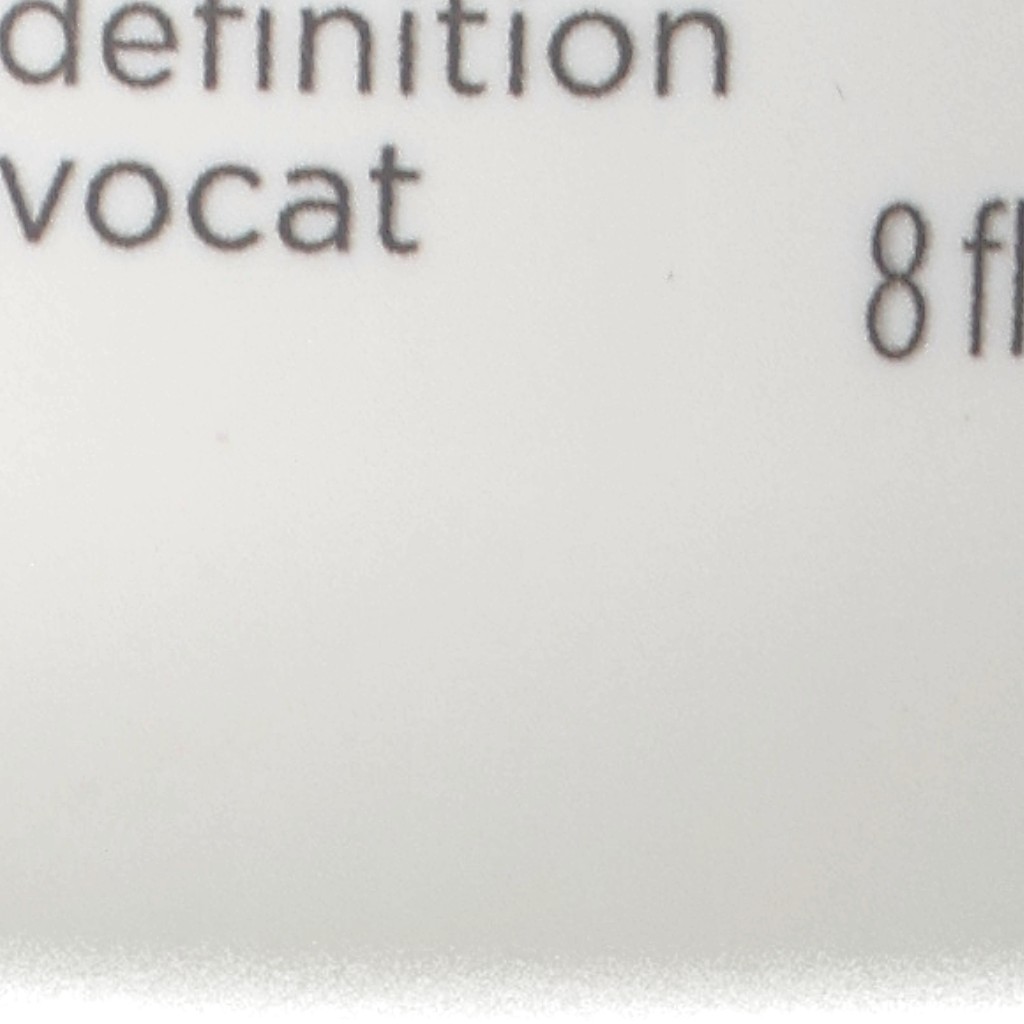 definition
vocat
8 fl